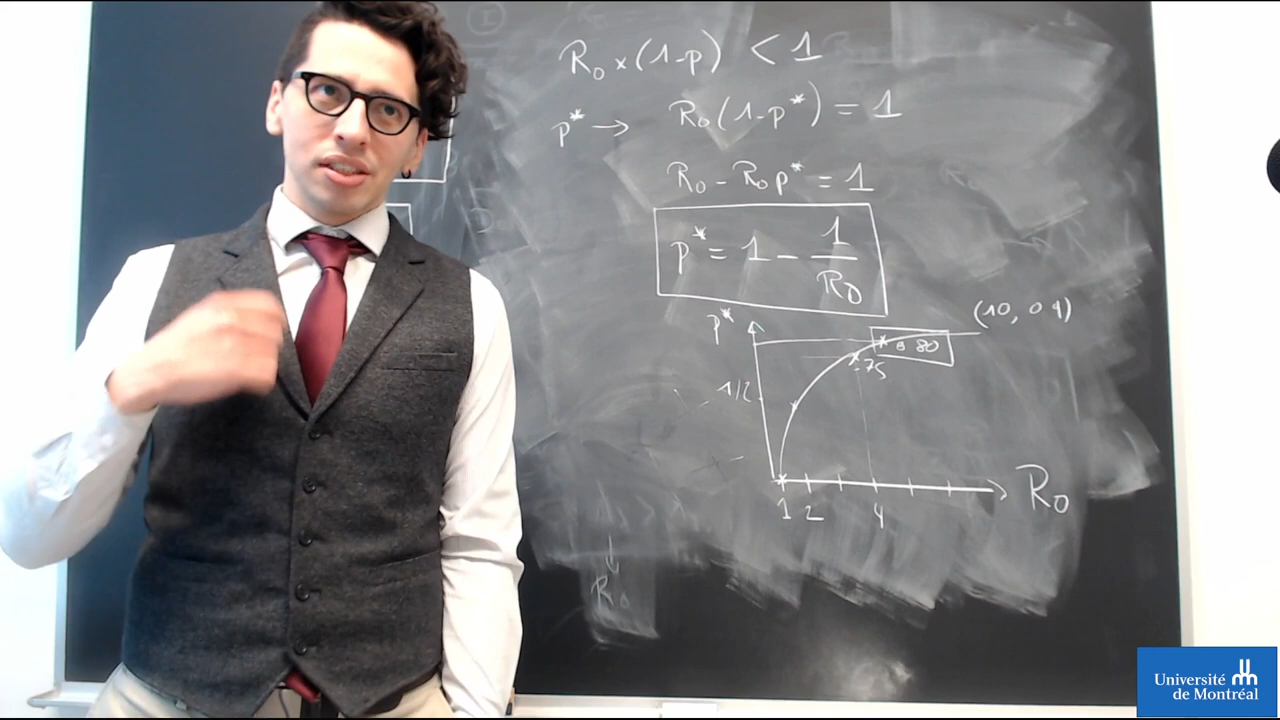 R₀ × (1-p) < 1
p* → R₀(1-p*) = 1
R₀ - R₀p* = 1
p* = 1 - 1/R₀
p*
(10, 0.9)
0.80
.75
1/2
R₀
1 2 4
R₀
Université
de Montréal